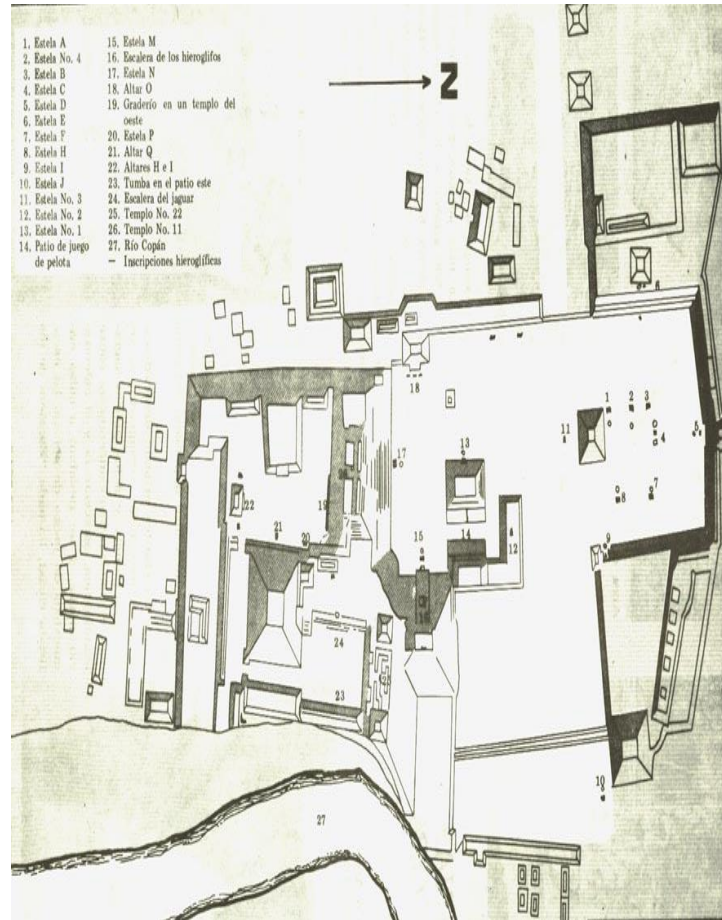 1, Estela A
2, Estela No. 4
3, Estela B
4, Estela C
5, Estela D
6, Estela E
7, Estela F
8, Estela H
9, Estela I
10, Estela J
11, Estela No. 3
12, Estela No. 2
13, Estela No. 1
14, Patio de juego
de pelota
15, Estela M
16, Escalera de los hieroglifos
17, Estela N
18, Altar O
19, Graderío en un templo del
oeste
20, Estela P
21, Altar Q
22, Altares H e I
23, Tumba en el patio este
24, Escalera del jaguar
25, Templo No. 22
26, Templo No. 11
27, Río Copán
— Inscripciones hieroglíficas
N
6
18
1 2 3
5
4
11
13
17
7
8
26
22
19
21
20
15
14
12
9
16
24
25
23
10
27